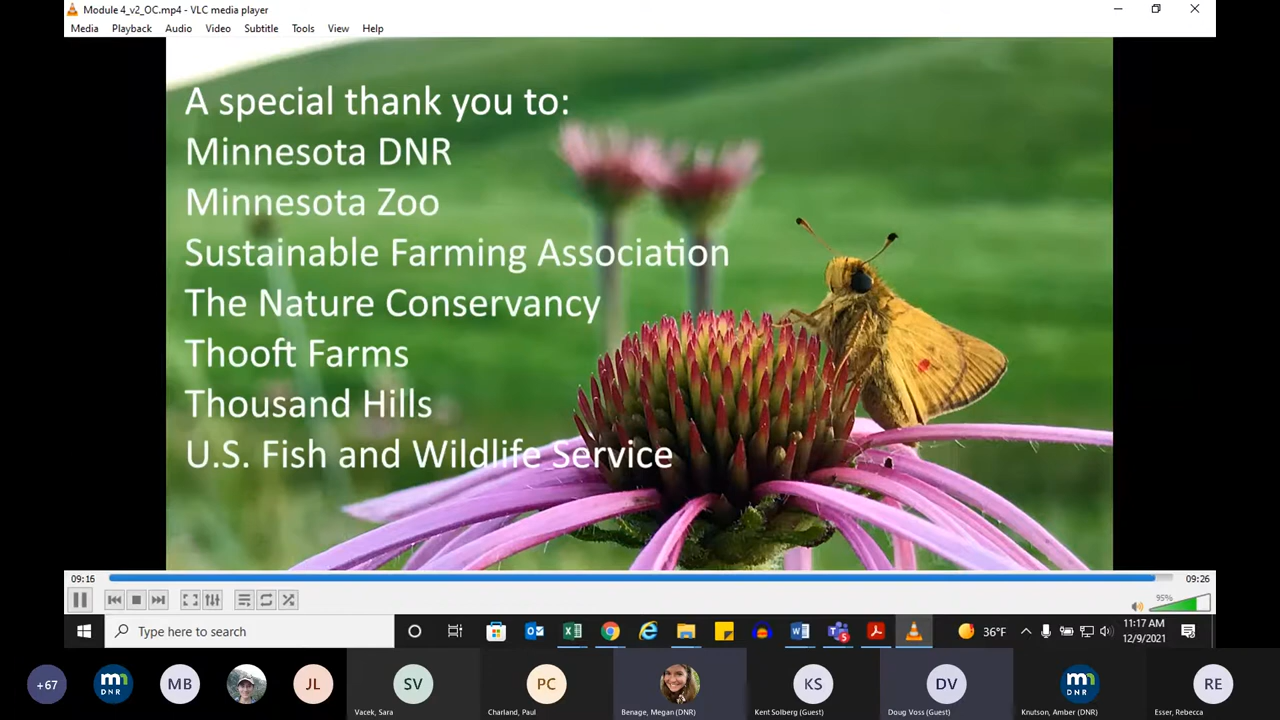 Module 4_v2_OC.mp4 - VLC media player
Media Playback Audio Video Subtitle Tools View Help
A special thank you to:
Minnesota DNR
Minnesota Zoo
Sustainable Farming Association
The Nature Conservancy
Thooft Farms
Thousand Hills
U.S. Fish and Wildlife Service
09:16
09:26
95%
Type here to search
5
36°F
11:17 AM
12/9/2021
+67
m DNR
MB
JL
SV
PC
KS
DV
m DNR
RE
Vacek, Sara
Charland, Paul
Benage, Megan (DNR)
Kent Solberg (Guest)
Doug Voss (Guest)
Knutson, Amber (DNR)
Esser, Rebecca